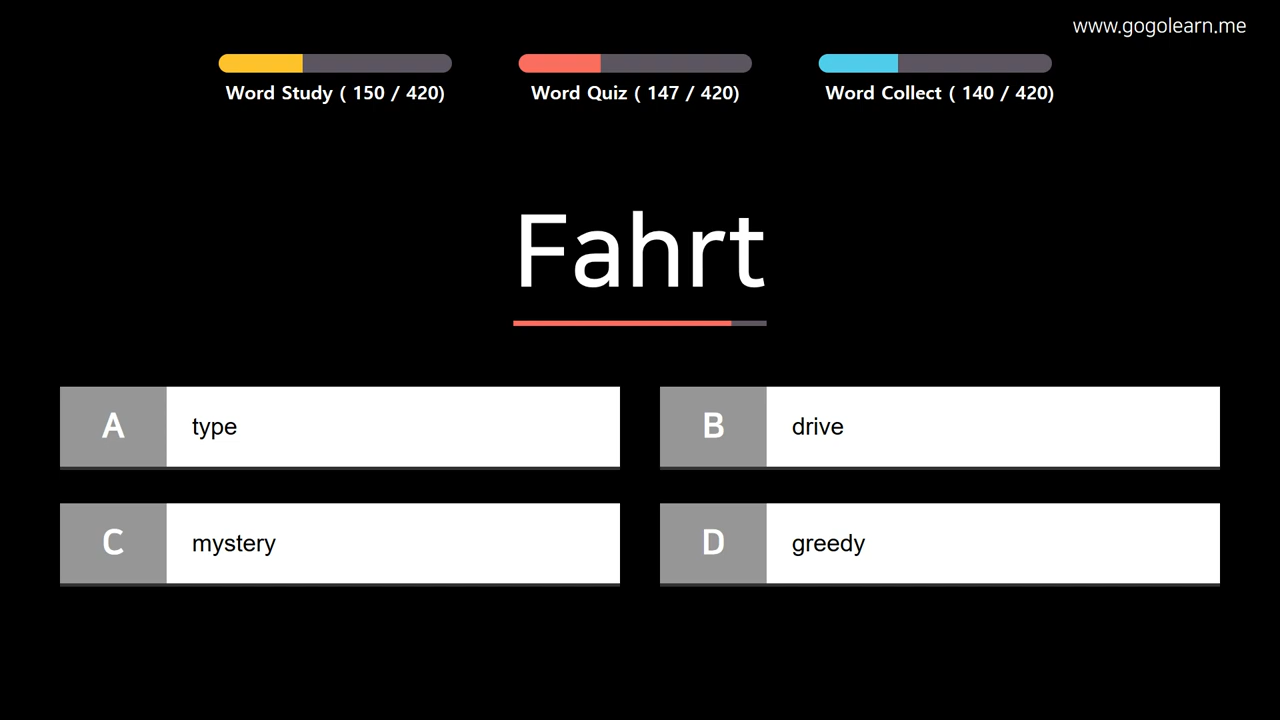 www.gogolearn.me
Word Study ( 150 / 420)
Word Quiz ( 147 / 420)
Word Collect ( 140 / 420)
Fahrt
A type
B drive
C mystery
D greedy